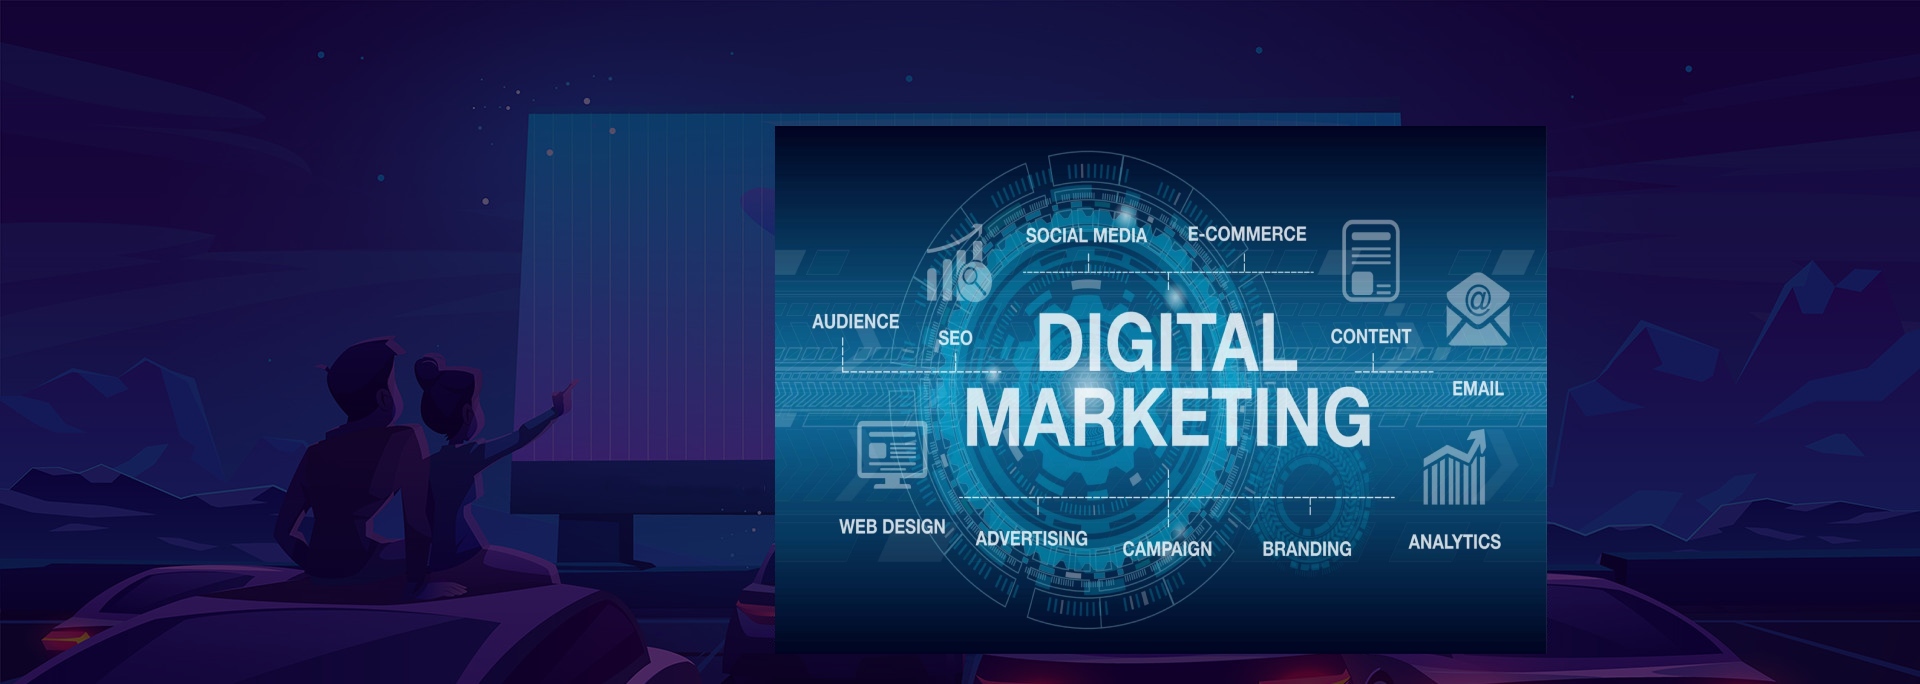 SOCIAL MEDIA
E-COMMERCE
AUDIENCE
SEO
DIGITAL
MARKETING
CONTENT
@
EMAIL
WEB DESIGN
ADVERTISING
CAMPAIGN
BRANDING
ANALYTICS